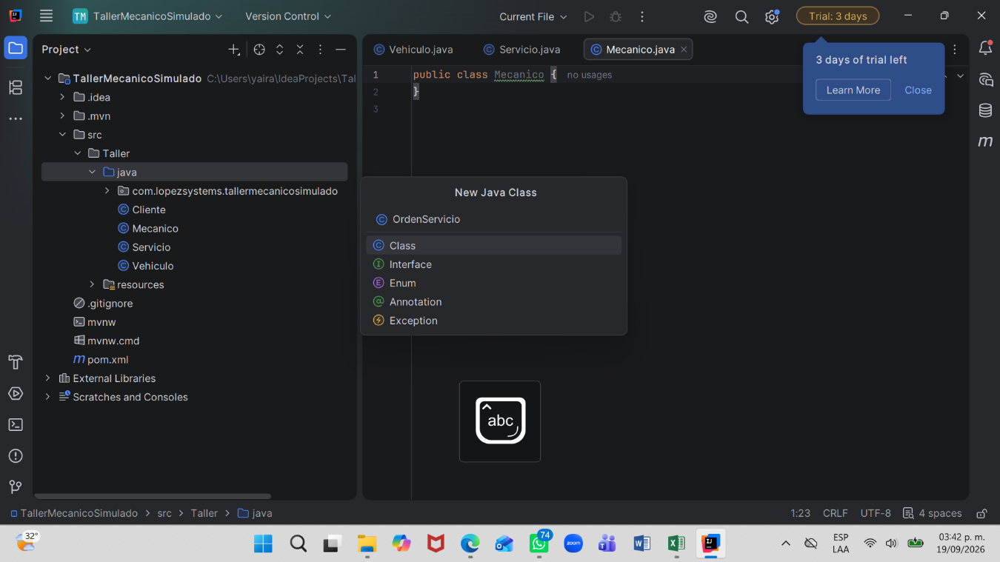 TM TallerMecanicoSimulado Version Control Current File Trial: 3 days
Project
Vehiculo.java Servicio.java Mecanico.java
3 days of trial left
Learn More Close
TallerMecanicoSimulado C:\Users\yaira\IdeaProjects\Tal
.idea
.mvn
src
Taller
java
com.lopezsystems.tallermecanicosimulado
Cliente
Mecanico
Servicio
Vehiculo
resources
.gitignore
mvnw
mvnw.cmd
pom.xml
External Libraries
Scratches and Consoles
1 public class Mecanico { no usages
2 }
3
New Java Class
OrdenServicio
Class
Interface
Enum
Annotation
Exception
abc
TallerMecanicoSimulado > src > Taller > java
1:23 CRLF UTF-8 4 spaces
32°
74
zoom
ESP
LAA
03:42 p. m.
19/09/2026